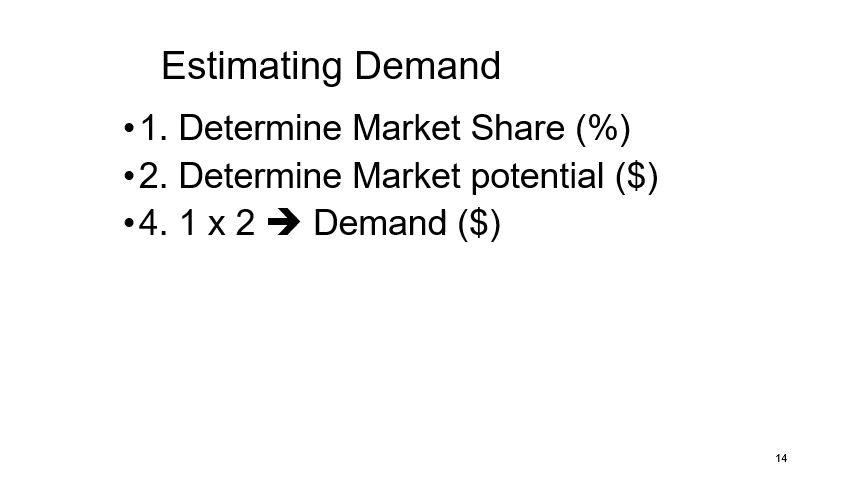 Estimating Demand
•1. Determine Market Share (%)
•2. Determine Market potential ($)
•4. 1 x 2 ➔ Demand ($)
14